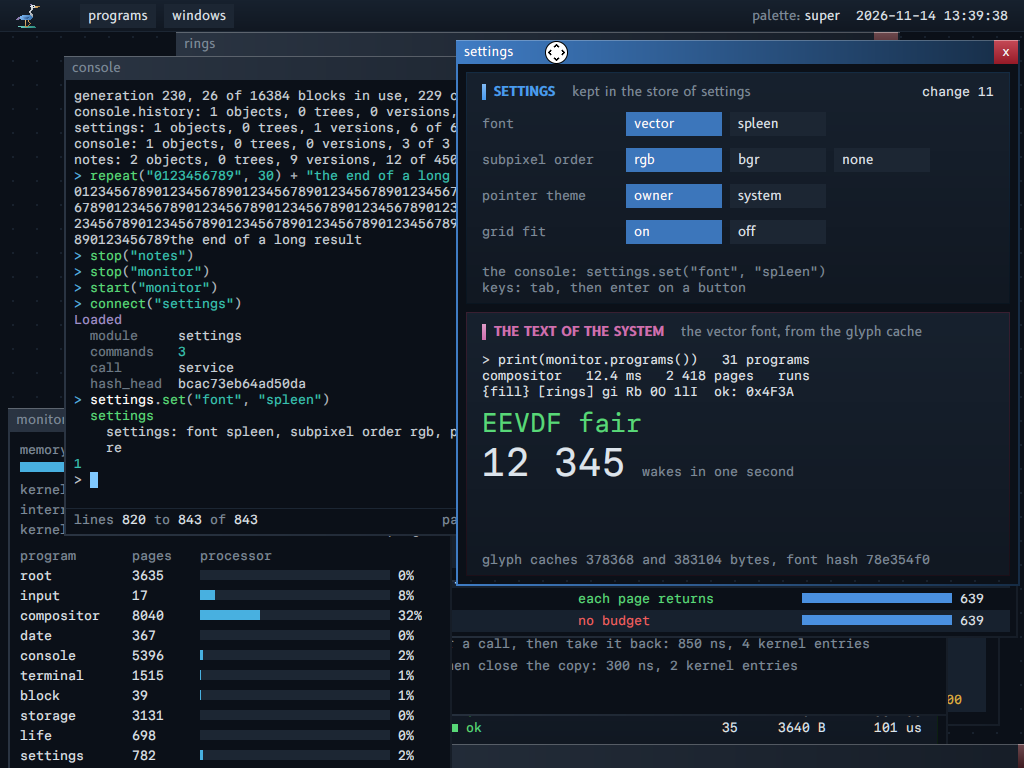 programs windows palette: super 2026-11-14 13:39:38
rings
console
generation 230, 26 of 16384 blocks in use, 229
console.history: 1 objects, 0 trees, 0 versions,
settings: 1 objects, 0 trees, 1 versions, 6 of 6
console: 1 objects, 0 trees, 0 versions, 3 of 3
notes: 2 objects, 0 trees, 9 versions, 12 of 450
> repeat("0123456789", 30) + "the end of a long
012345678901234567890123456789012345678901234567
678901234567890123456789012345678901234567890123
234567890123456789012345678901234567890123456789
890123456789the end of a long result
> stop("notes")
> stop("monitor")
> start("monitor")
> connect("settings")
Loaded
module settings
commands 3
call service
hash_head bcac73eb64ad50da
> settings.set("font", "spleen")
settings
settings: font spleen, subpixel order rgb, p
re
1
>
lines 820 to 843 of 843 pa
settings x
SETTINGS kept in the store of settings change 11
font vector spleen
subpixel order rgb bgr none
pointer theme owner system
grid fit on off
the console: settings.set("font", "spleen")
keys: tab, then enter on a button
THE TEXT OF THE SYSTEM the vector font, from the glyph cache
> print(monitor.programs()) 31 programs
compositor 12.4 ms 2 418 pages runs
{fill} [rings] gi Rb 0O 1lI ok: 0x4F3A
EEVDF fair
12 345 wakes in one second
glyph caches 378368 and 383104 bytes, font hash 78e354f0
monitor
memory
kernel
inter
kernel
program pages processor
root 3635 0%
input 17 8%
compositor 8040 32%
date 367 0%
console 5396 2%
terminal 1515 1%
block 39 1%
storage 3131 0%
life 698 0%
settings 782 2%
each page returns 639
no budget 639
a call, then take it back: 850 ns, 4 kernel entries
en close the copy: 300 ns, 2 kernel entries
00
ok 35 3640 B 101 us